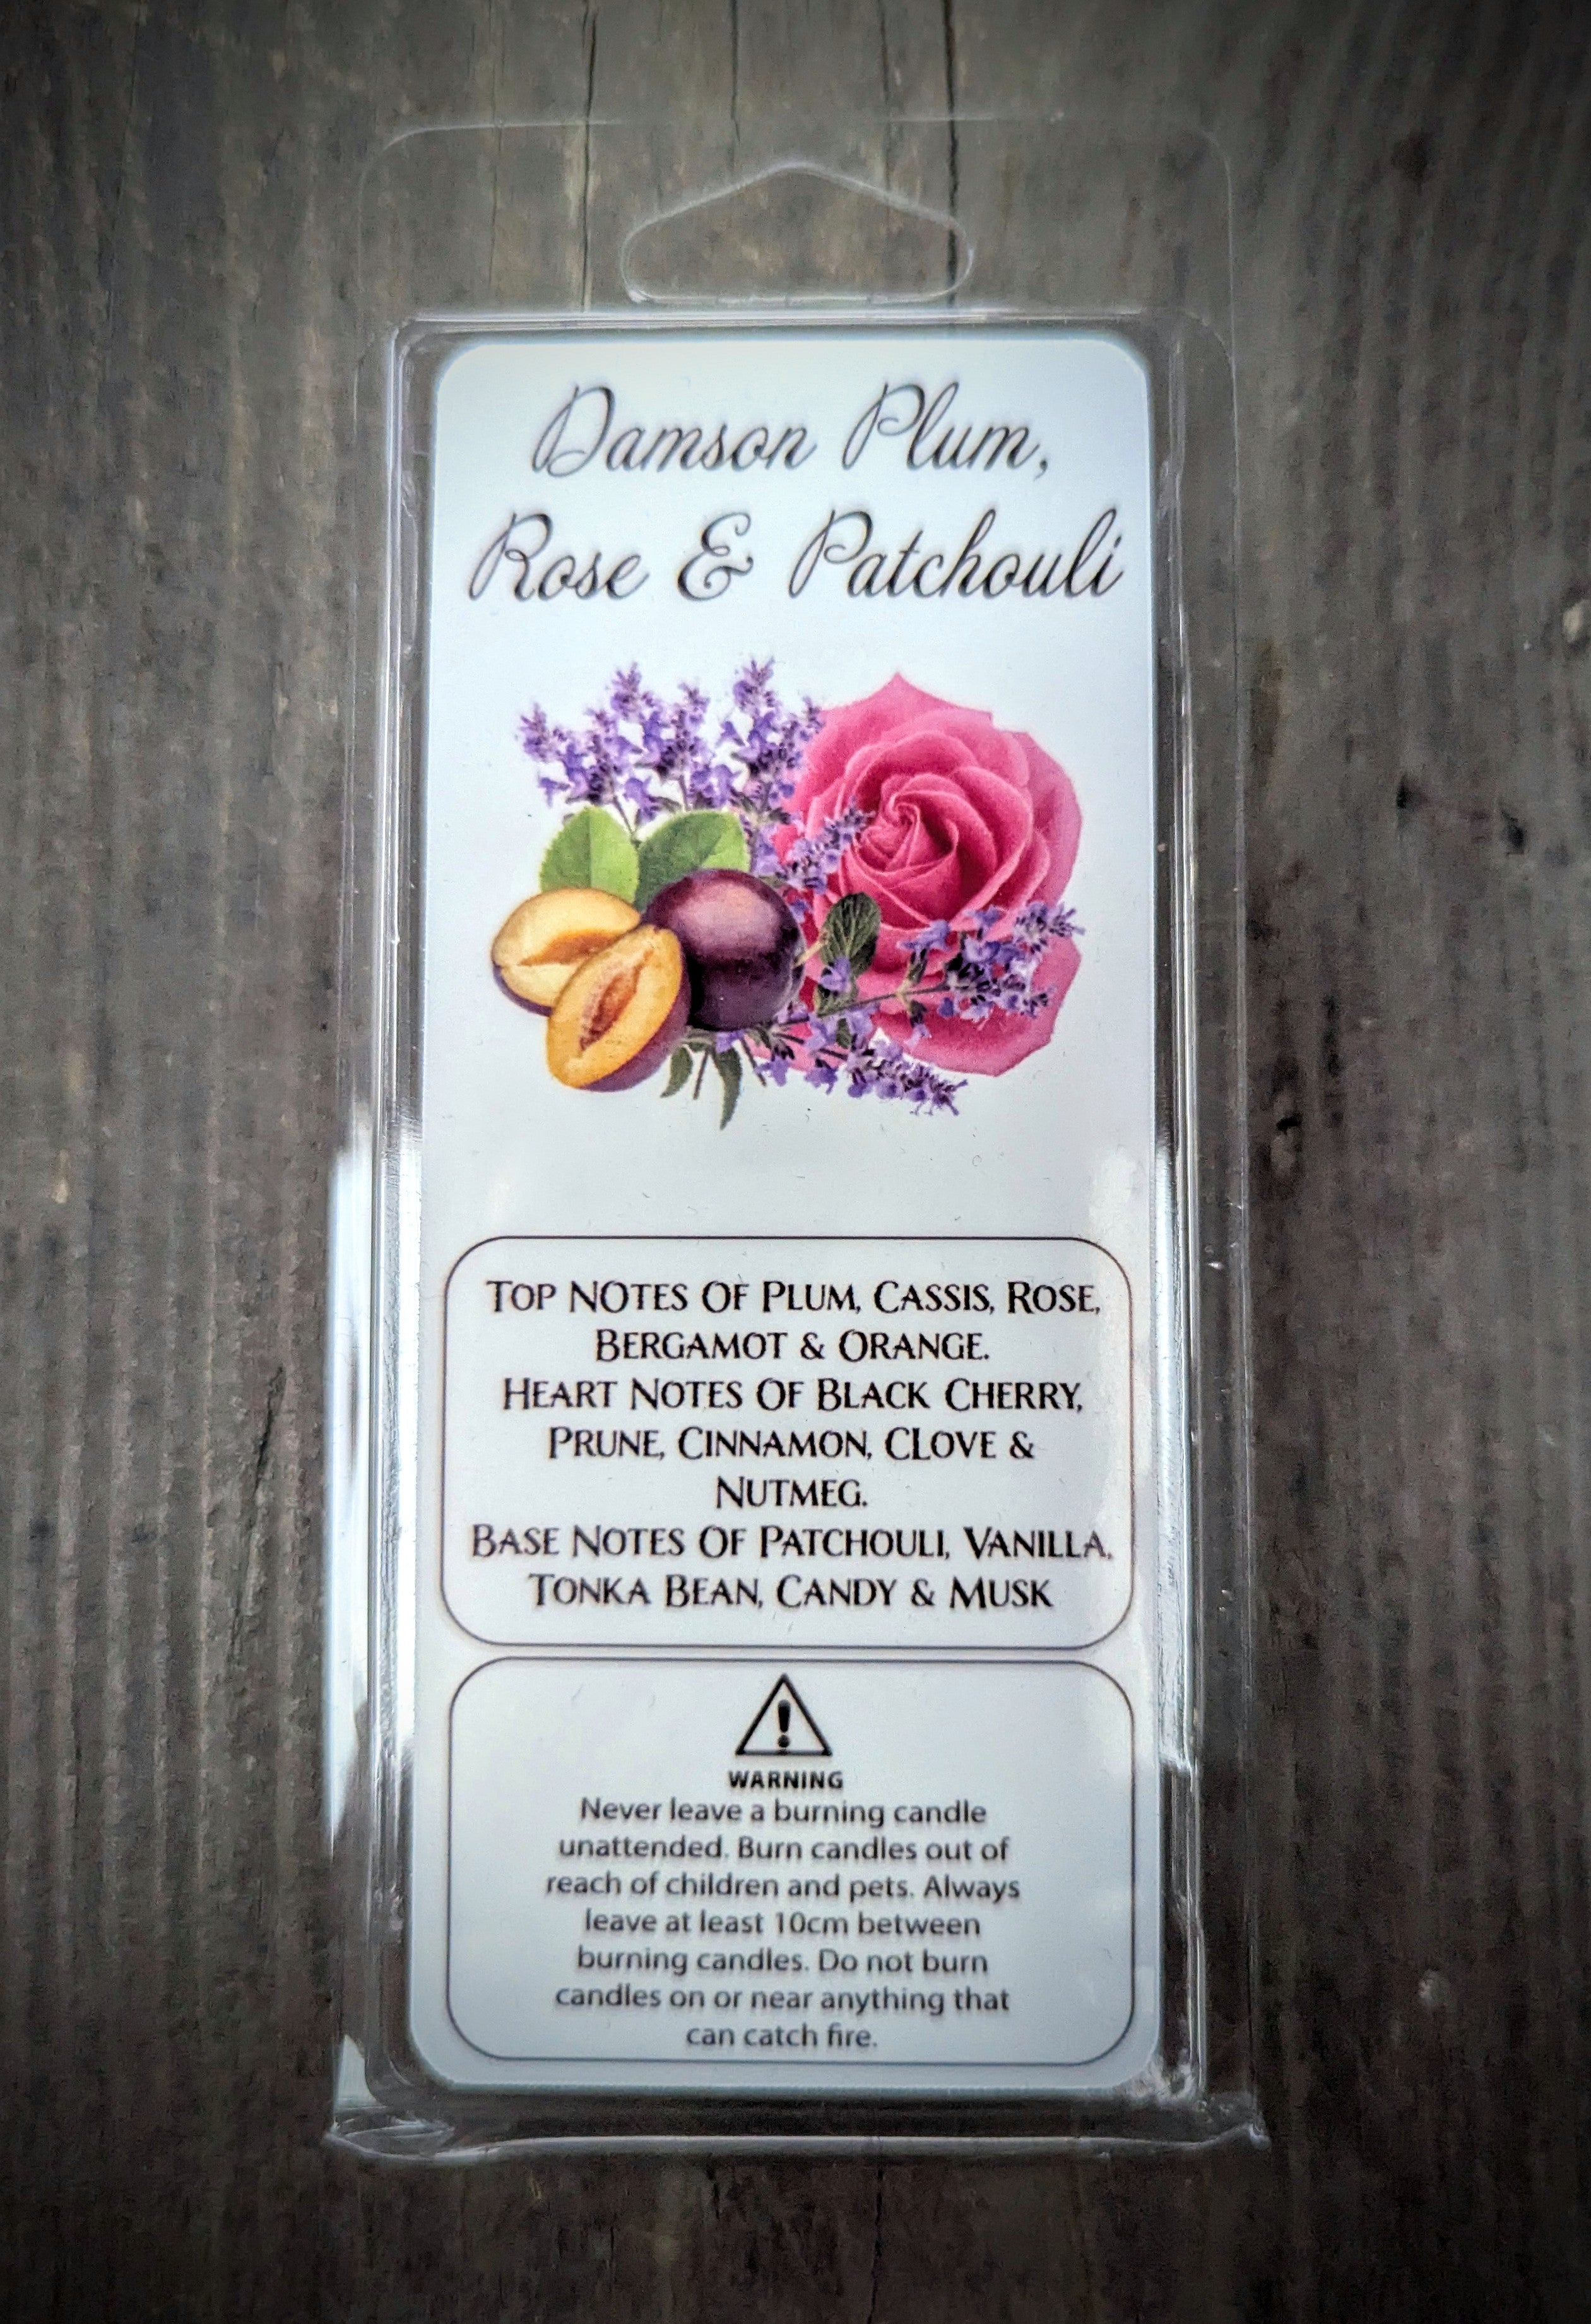 Damson Plum,
Rose & Patchouli
TOP NOTES OF PLUM, CASSIS, ROSE,
BERGAMOT & ORANGE.
HEART NOTES OF BLACK CHERRY,
PRUNE, CINNAMON, CLOVE &
NUTMEG.
BASE NOTES OF PATCHOULI, VANILLA,
TONKA BEAN, CANDY & MUSK
WARNING
Never leave a burning candle
unattended. Burn candles out of
reach of children and pets. Always
leave at least 10cm between
burning candles. Do not burn
candles on or near anything that
can catch fire.